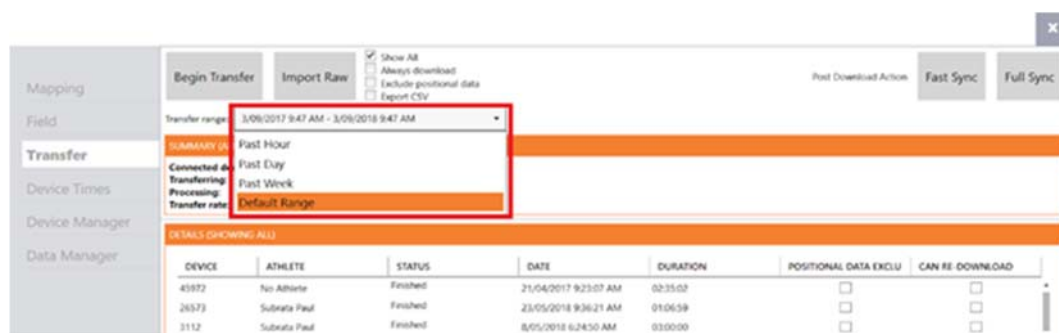 X
Mapping
Field
Transfer
Device Times
Device Manager
Data Manager
Begin Transfer
Import Raw
Show All
Always download
Exclude positional data
Export CSV
Post Download Action
Fast Sync
Full Sync
Transfer range: 3/09/2017 9:47 AM - 3/09/2018 9:47 AM
Past Hour
Past Day
Past Week
Default Range
SUMMARY
Connected
Transferring:
Processing:
Transfer rate:
DETAILS (SHOWING ALL)
DEVICE ATHLETE STATUS DATE DURATION POSITIONAL DATA EXCLU CAN RE-DOWNLOAD
45972 No Athlete Finished 21/04/2017 9:23:07 AM 02:35:02
26573 Subrata Paul Finished 23/05/2018 9:36:21 AM 01:06:59
3112 Subrata Paul Finished 8/05/2018 6:24:50 AM 03:00:00